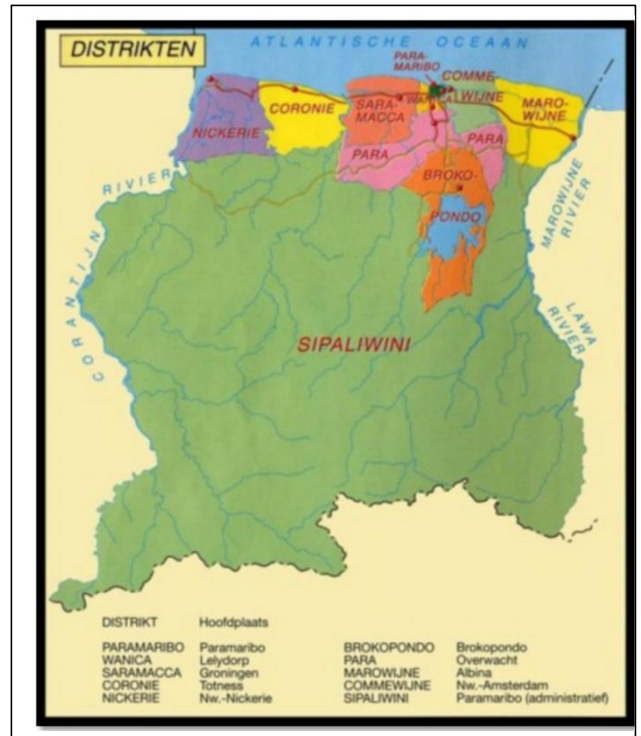 DISTRIKTEN
ATLANTISCHE OCEAAN
PARA-
MARIBO
COMME-
WIJNE
WANICA
CORONIE
SARA-
MACCA
MARO-
WIJNE
NICKERIE
PARA
PARA
BROKO-
PONDO
CORANTIJN RIVIER
MAROWIJNE
RIVIER
LAWA
RIVIER
SIPALIWINI
DISTRIKT Hoofdplaats
PARAMARIBO Paramaribo BROKOPONDO Brokopondo
WANICA Lelydorp PARA Overwacht
SARAMACCA Groningen MAROWIJNE Albina
CORONIE Totness COMMEWIJNE Nw.-Amsterdam
NICKERIE Nw.-Nickerie SIPALIWINI Paramaribo (administratief)